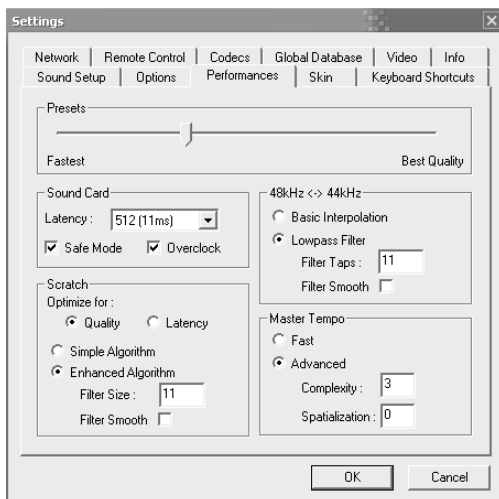 Settings
Network Remote Control Codecs Global Database Video Info
Sound Setup Options Performances Skin Keyboard Shortcuts
Presets
Fastest Best Quality
Sound Card
Latency : 512 (11ms)
Safe Mode Overclock
Scratch
Optimize for :
Quality Latency
Simple Algorithm
Enhanced Algorithm
Filter Size : 11
Filter Smooth
48kHz <-> 44kHz
Basic Interpolation
Lowpass Filter
Filter Taps : 11
Filter Smooth
Master Tempo
Fast
Advanced
Complexity : 3
Spatialization : 0
OK Cancel